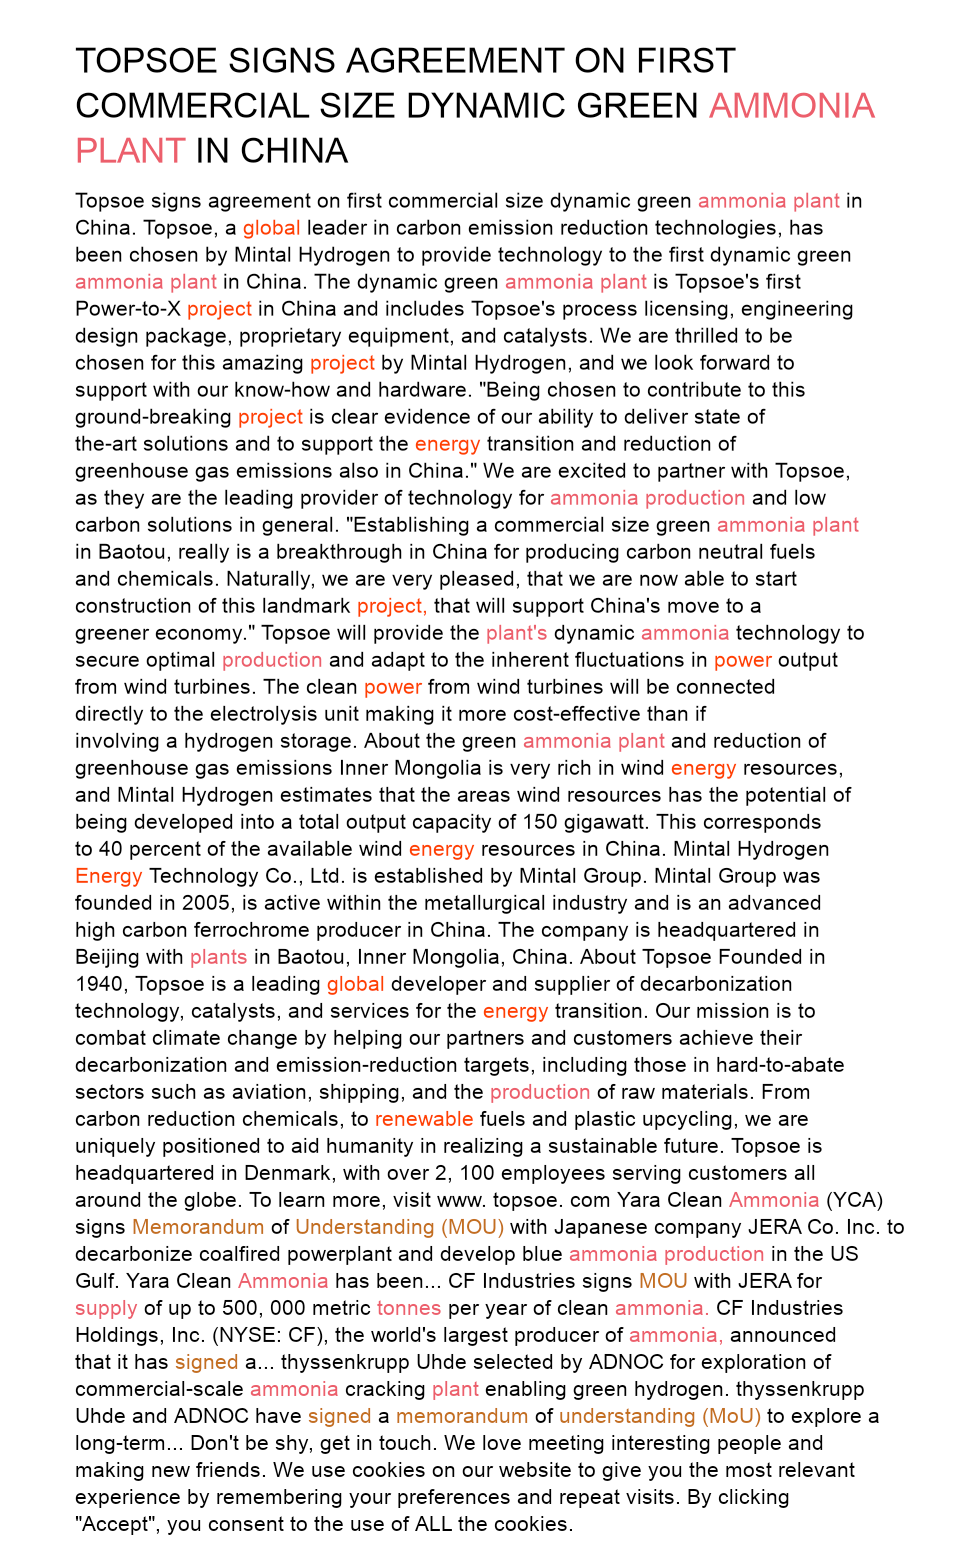 TOPSOE SIGNS AGREEMENT ON FIRST
COMMERCIAL SIZE DYNAMIC GREEN AMMONIA
PLANT IN CHINA
Topsoe signs agreement on first commercial size dynamic green ammonia plant in
China. Topsoe, a global leader in carbon emission reduction technologies, has
been chosen by Mintal Hydrogen to provide technology to the first dynamic green
ammonia plant in China. The dynamic green ammonia plant is Topsoe's first
Power-to-X project in China and includes Topsoe's process licensing, engineering
design package, proprietary equipment, and catalysts. We are thrilled to be
chosen for this amazing project by Mintal Hydrogen, and we look forward to
support with our know-how and hardware. "Being chosen to contribute to this
ground-breaking project is clear evidence of our ability to deliver state of
the-art solutions and to support the energy transition and reduction of
greenhouse gas emissions also in China." We are excited to partner with Topsoe,
as they are the leading provider of technology for ammonia production and low
carbon solutions in general. "Establishing a commercial size green ammonia plant
in Baotou, really is a breakthrough in China for producing carbon neutral fuels
and chemicals. Naturally, we are very pleased, that we are now able to start
construction of this landmark project, that will support China's move to a
greener economy." Topsoe will provide the plant's dynamic ammonia technology to
secure optimal production and adapt to the inherent fluctuations in power output
from wind turbines. The clean power from wind turbines will be connected
directly to the electrolysis unit making it more cost-effective than if
involving a hydrogen storage. About the green ammonia plant and reduction of
greenhouse gas emissions Inner Mongolia is very rich in wind energy resources,
and Mintal Hydrogen estimates that the areas wind resources has the potential of
being developed into a total output capacity of 150 gigawatt. This corresponds
to 40 percent of the available wind energy resources in China. Mintal Hydrogen
Energy Technology Co., Ltd. is established by Mintal Group. Mintal Group was
founded in 2005, is active within the metallurgical industry and is an advanced
high carbon ferrochrome producer in China. The company is headquartered in
Beijing with plants in Baotou, Inner Mongolia, China. About Topsoe Founded in
1940, Topsoe is a leading global developer and supplier of decarbonization
technology, catalysts, and services for the energy transition. Our mission is to
combat climate change by helping our partners and customers achieve their
decarbonization and emission-reduction targets, including those in hard-to-abate
sectors such as aviation, shipping, and the production of raw materials. From
carbon reduction chemicals, to renewable fuels and plastic upcycling, we are
uniquely positioned to aid humanity in realizing a sustainable future. Topsoe is
headquartered in Denmark, with over 2, 100 employees serving customers all
around the globe. To learn more, visit www. topsoe. com Yara Clean Ammonia (YCA)
signs Memorandum of Understanding (MOU) with Japanese company JERA Co. Inc. to
decarbonize coalfired powerplant and develop blue ammonia production in the US
Gulf. Yara Clean Ammonia has been... CF Industries signs MOU with JERA for
supply of up to 500, 000 metric tonnes per year of clean ammonia. CF Industries
Holdings, Inc. (NYSE: CF), the world's largest producer of ammonia, announced
that it has signed a... thyssenkrupp Uhde selected by ADNOC for exploration of
commercial-scale ammonia cracking plant enabling green hydrogen. thyssenkrupp
Uhde and ADNOC have signed a memorandum of understanding (MoU) to explore a
long-term... Don't be shy, get in touch. We love meeting interesting people and
making new friends. We use cookies on our website to give you the most relevant
experience by remembering your preferences and repeat visits. By clicking
"Accept", you consent to the use of ALL the cookies.